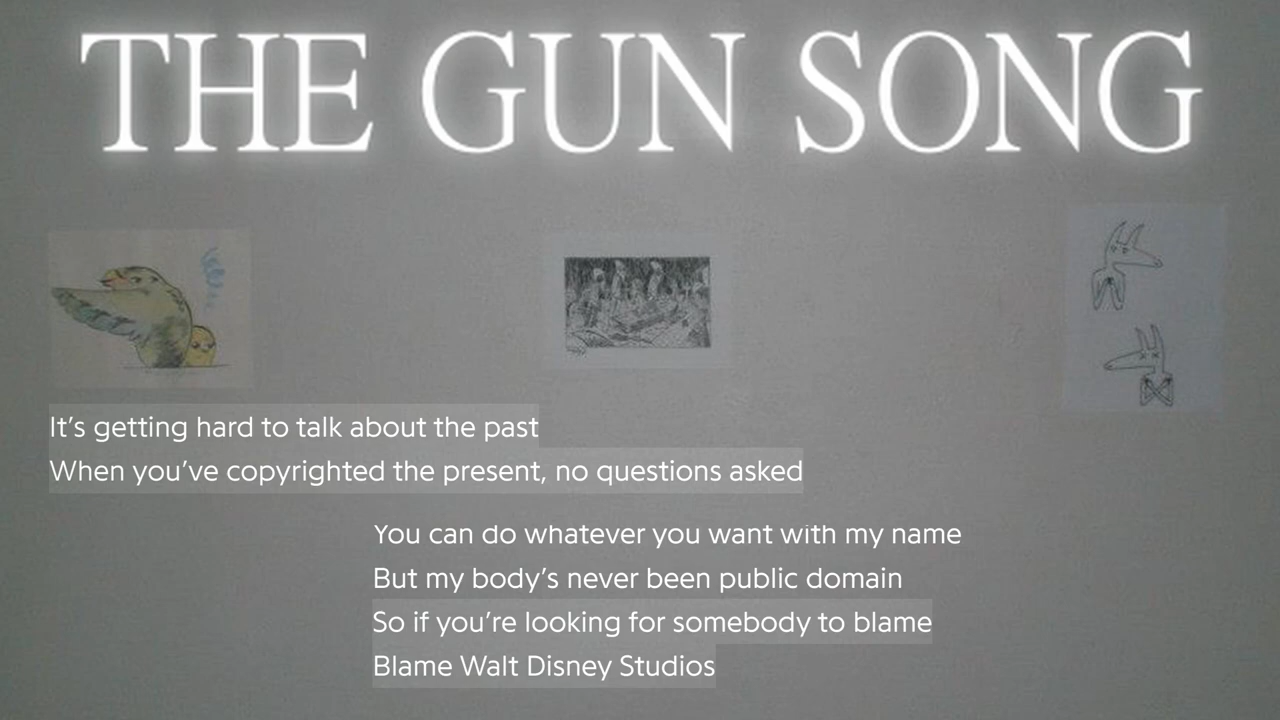 THE GUN SONG
It's getting hard to talk about the past
When you've copyrighted the present, no questions asked
You can do whatever you want with my name
But my body's never been public domain
So if you're looking for somebody to blame
Blame Walt Disney Studios